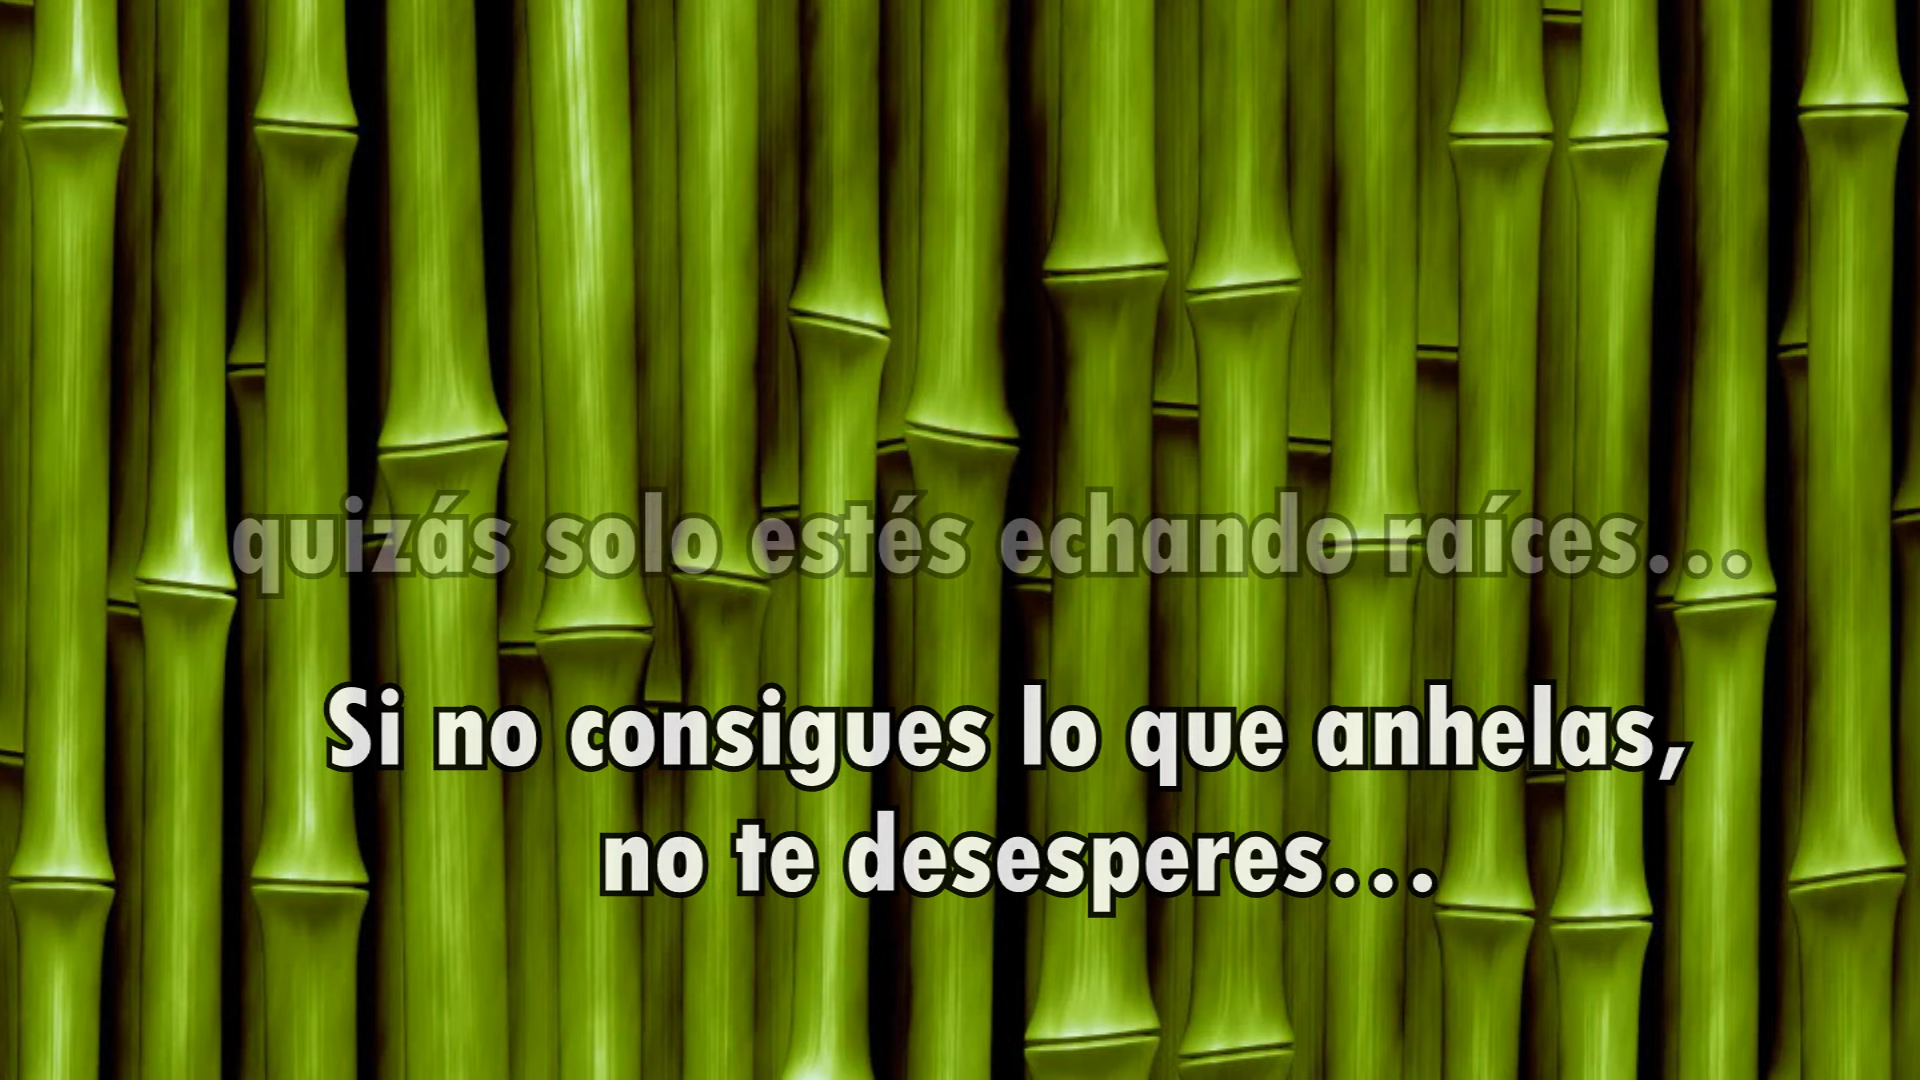 quizás solo estés echando raíces...
Si no consigues lo que anhelas,
no te desesperes...